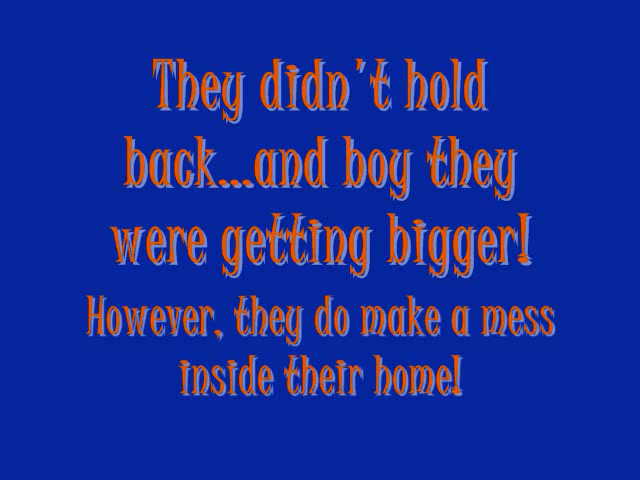 They didn't hold
back...and boy they
were getting bigger!
However, they do make a mess
inside their home!